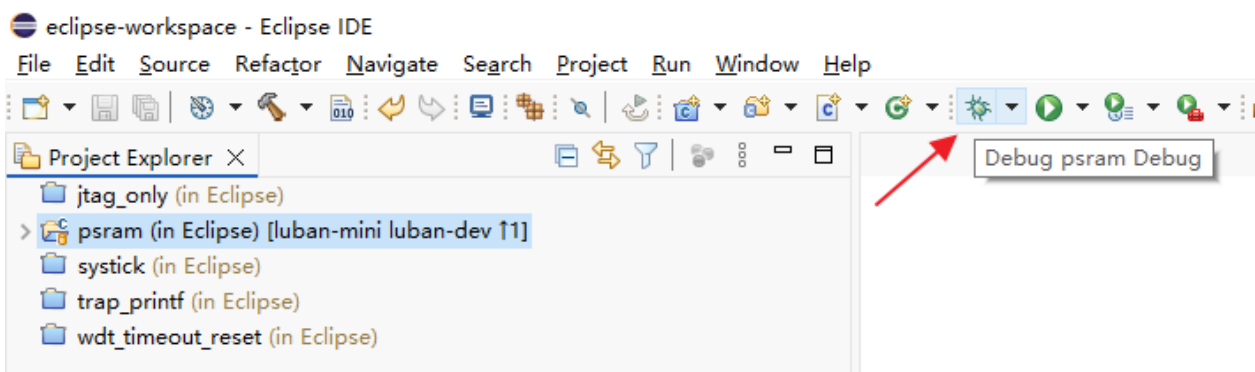 eclipse-workspace - Eclipse IDE
File Edit Source Refactor Navigate Search Project Run Window Help
010
Project Explorer
Debug psram Debug
jtag_only (in Eclipse)
psram (in Eclipse) [luban-mini luban-dev ↑1]
systick (in Eclipse)
trap_printf (in Eclipse)
wdt_timeout_reset (in Eclipse)